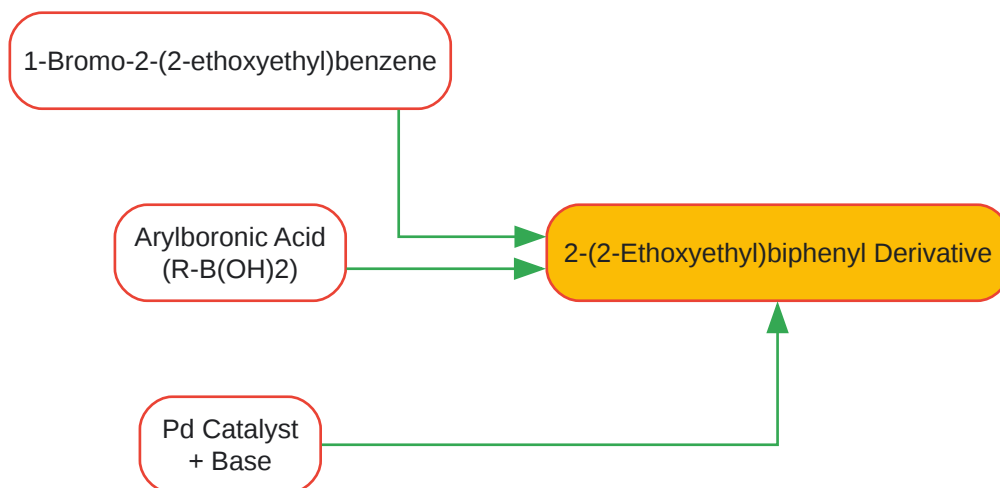 1-Bromo-2-(2-ethoxyethyl)benzene
Arylboronic Acid
(R-B(OH)2)
2-(2-Ethoxyethyl)biphenyl Derivative
Pd Catalyst
+ Base